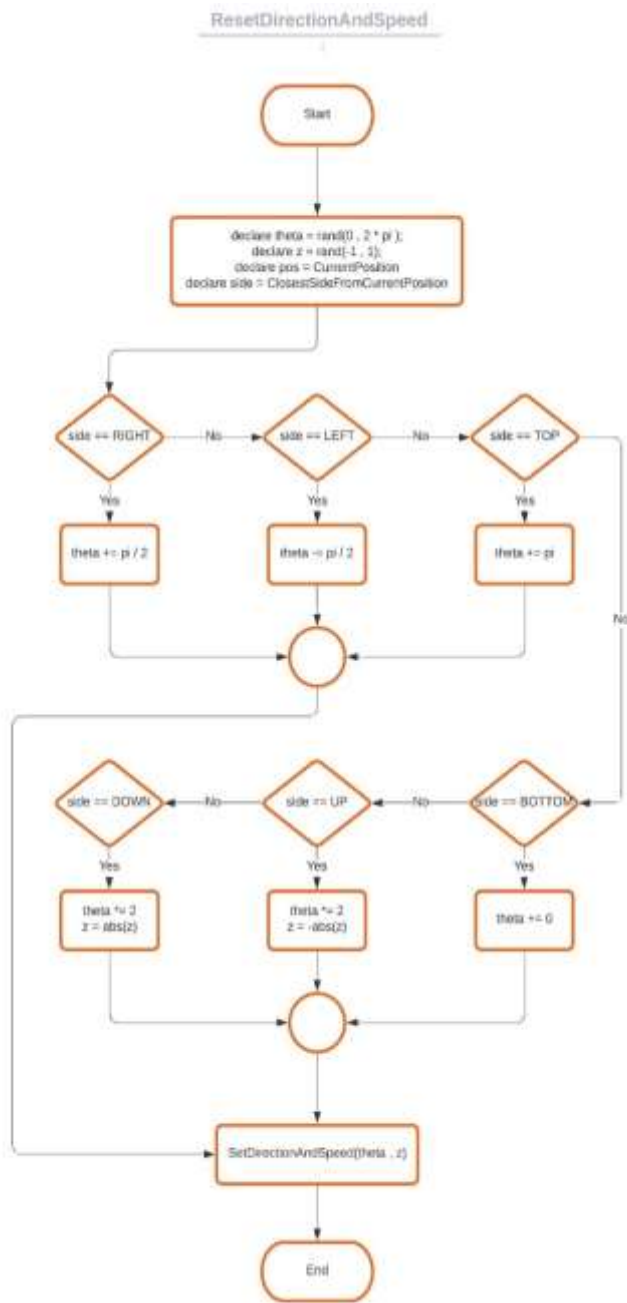 ResetDirectionAndSpeed
Start
declare theta = rand(0 , 2 * pi );
declare z = rand(-1 , 1);
declare pos = CurrentPosition
declare side = ClosestSideFromCurrentPosition
side == RIGHT
No
side == LEFT
No
side == TOP
Yes
Yes
Yes
theta += pi / 2
theta -= pi / 2
theta += pi
No
side == DOWN
No
side == UP
No
side == BOTTOM
Yes
Yes
Yes
theta *= 2
z = abs(z)
theta *= 2
z = -abs(z)
theta += 0
SetDirectionAndSpeed(theta , z)
End